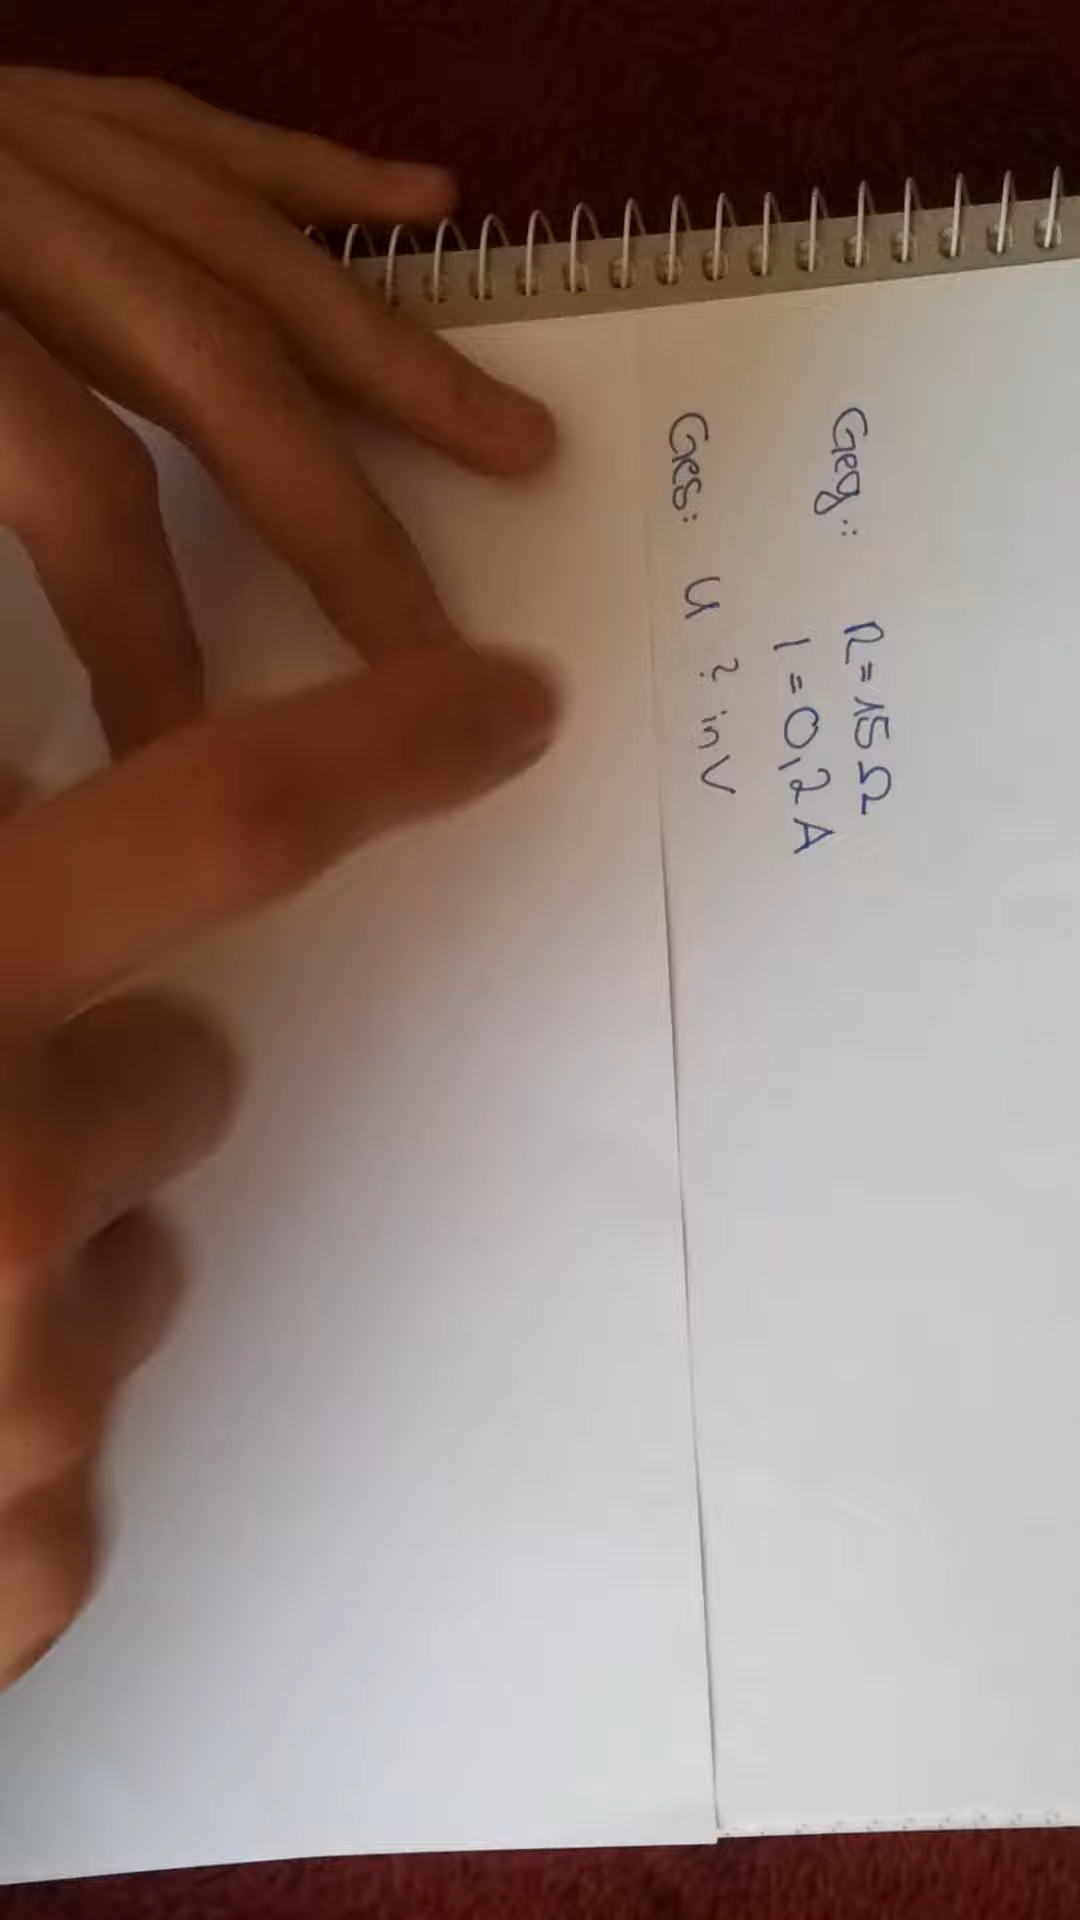 Geg.: R = 15 Ω
I = 0,2 A
Ges: U ? in V